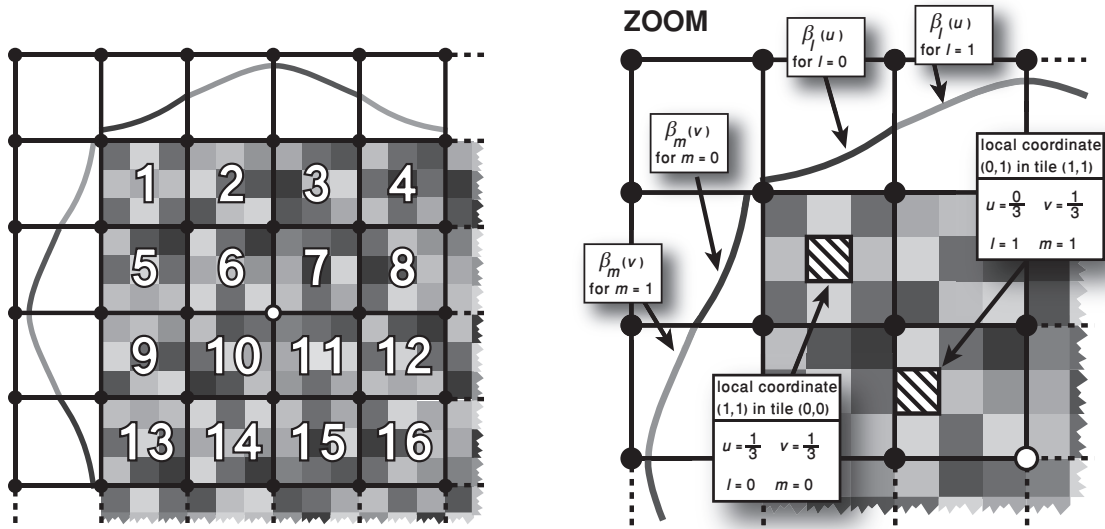 1 2 3 4
5 6 7 8
9 10 11 12
13 14 15 16
ZOOM
βl (u)
for l = 0
βl (u)
for l = 1
βm (v)
for m = 0
βm (v)
for m = 1
local coordinate
(0,1) in tile (1,1)
u = 0/3 v = 1/3
l = 1 m = 1
local coordinate
(1,1) in tile (0,0)
u = 1/3 v = 1/3
l = 0 m = 0